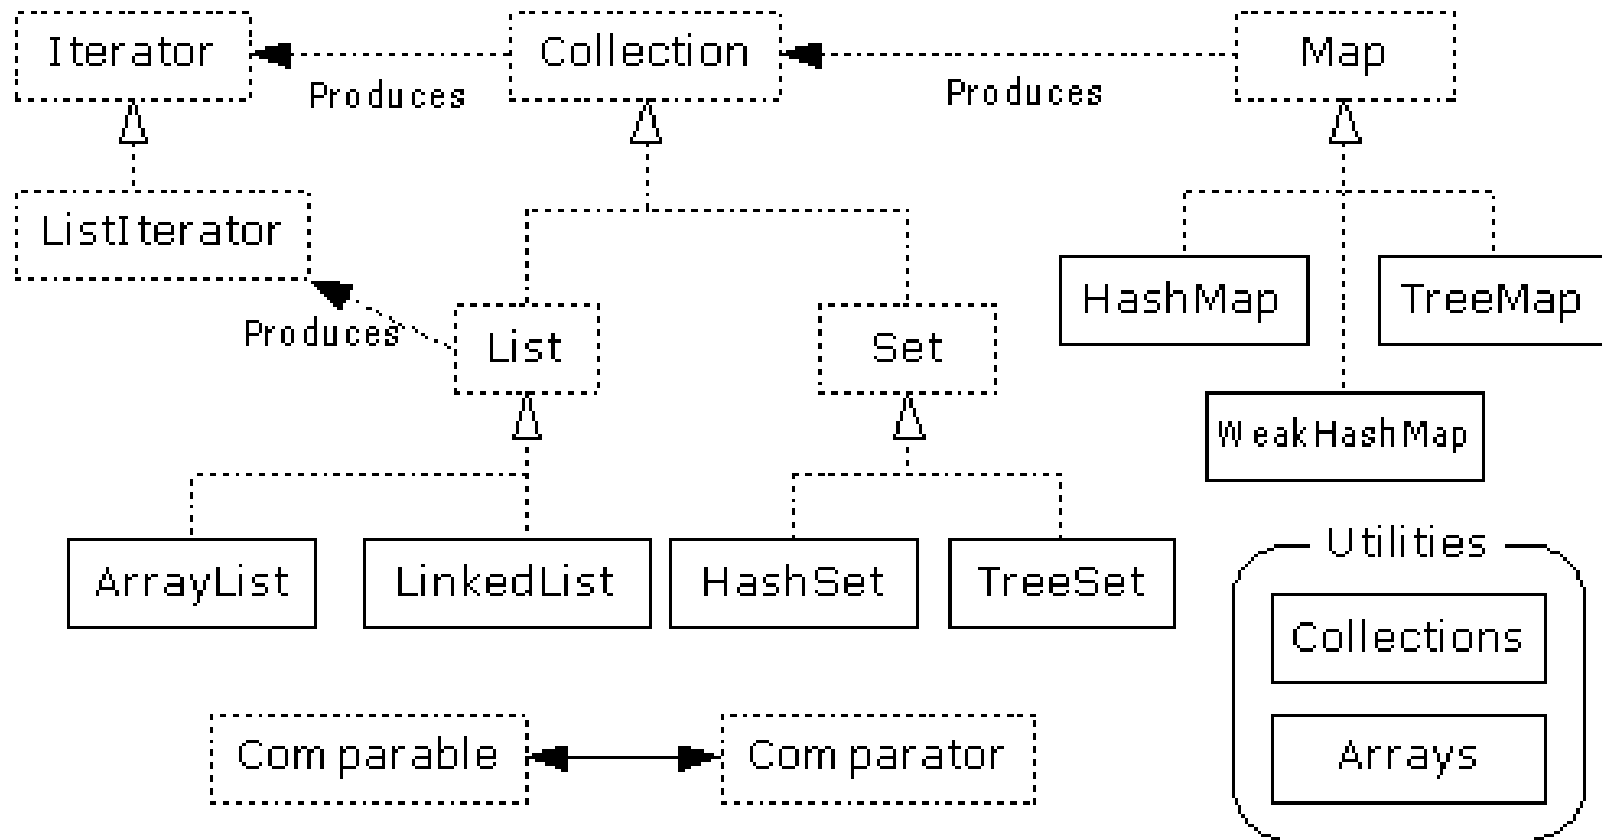 Iterator
Collection
Map
Produces
Produces
ListIterator
HashMap
TreeMap
Produces
List
Set
WeakHashMap
Utilities
ArrayList
LinkedList
HashSet
TreeSet
Collections
Comparable
Comparator
Arrays